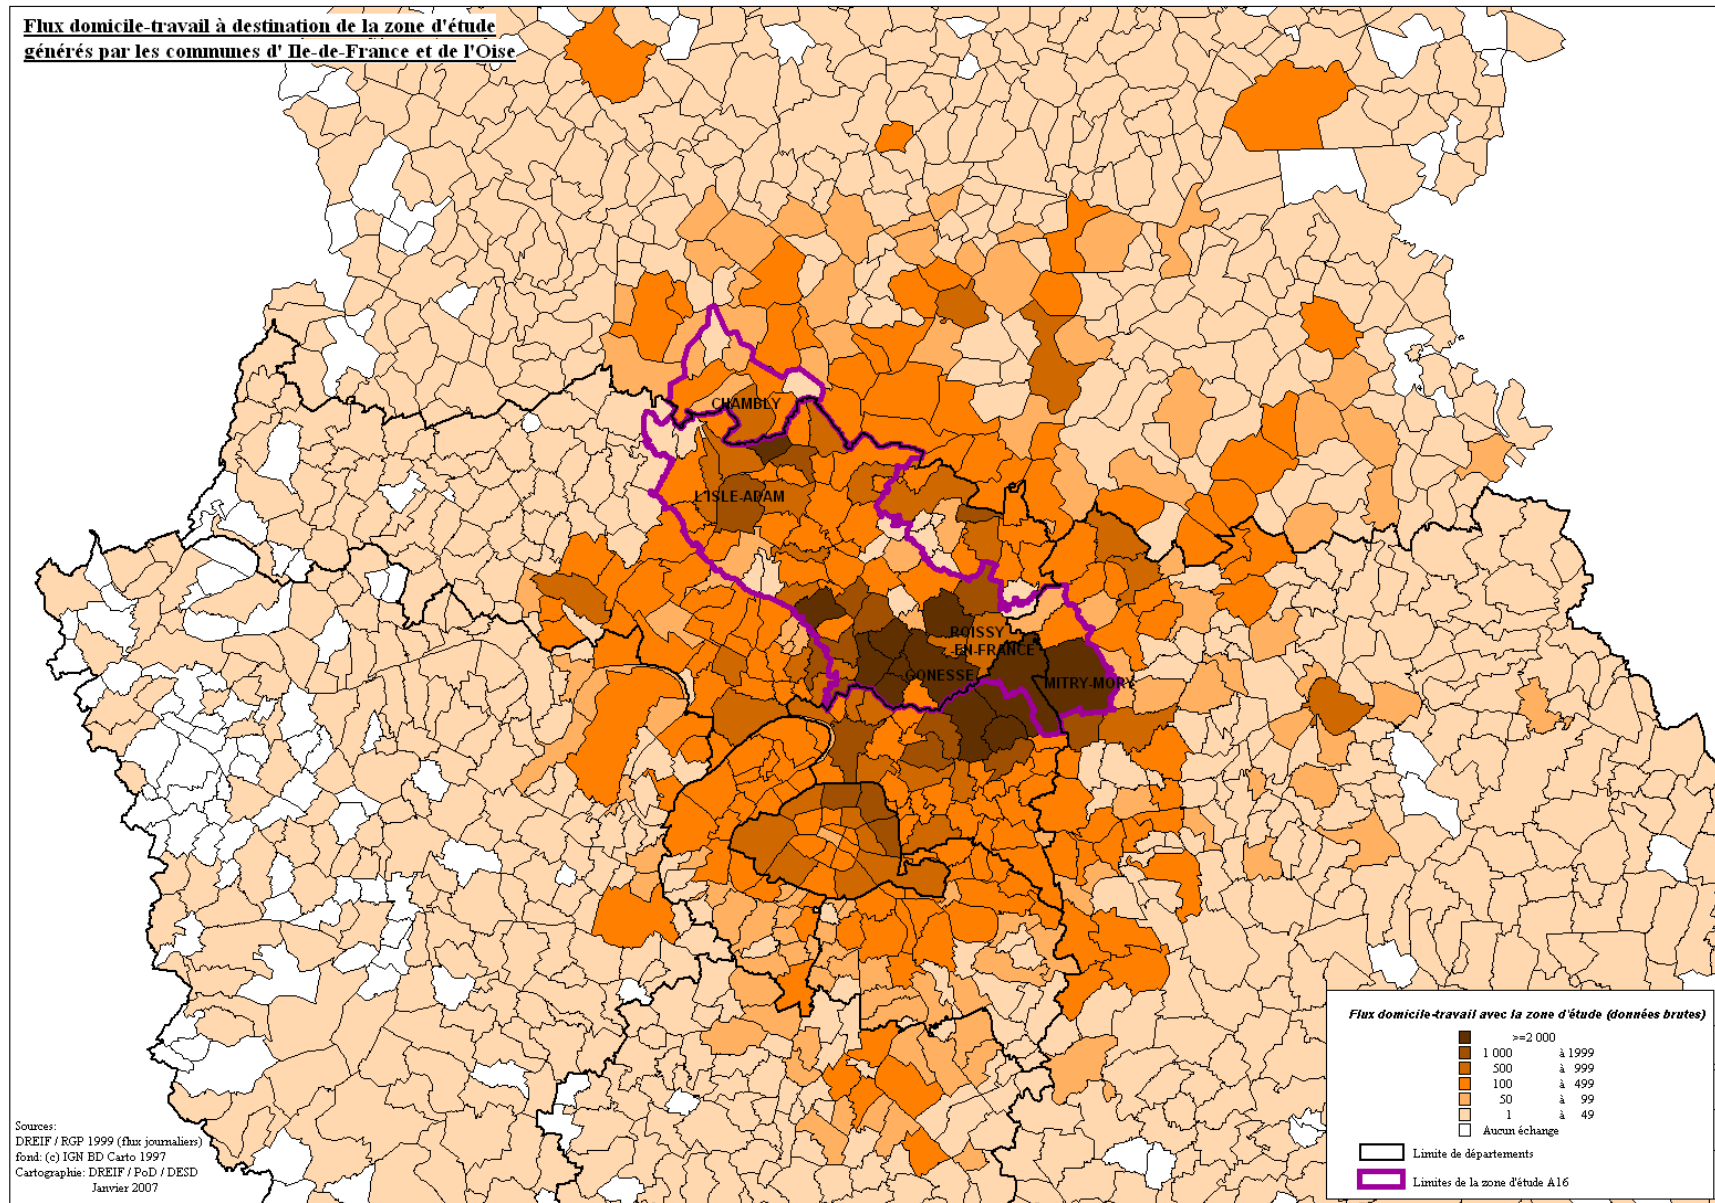 Flux domicile-travail à destination de la zone d'étude
générés par les communes d' Ile-de-France et de l'Oise
CHAMBLY
L'ISLE-ADAM
ROISSY
-EN-FRANCE
GONESSE
MITRY-MORY
Flux domicile-travail avec la zone d'étude (données brutes)
>=2 000
1 000 à 1999
500 à 999
100 à 499
50 à 99
1 à 49
Aucun échange
Limite de départements
Limites de la zone d'étude A16
Sources:
DREIF / RGP 1999 (flux journaliers)
fond: (c) IGN BD Carto 1997
Cartographie: DREIF / PoD / DESD
Janvier 2007